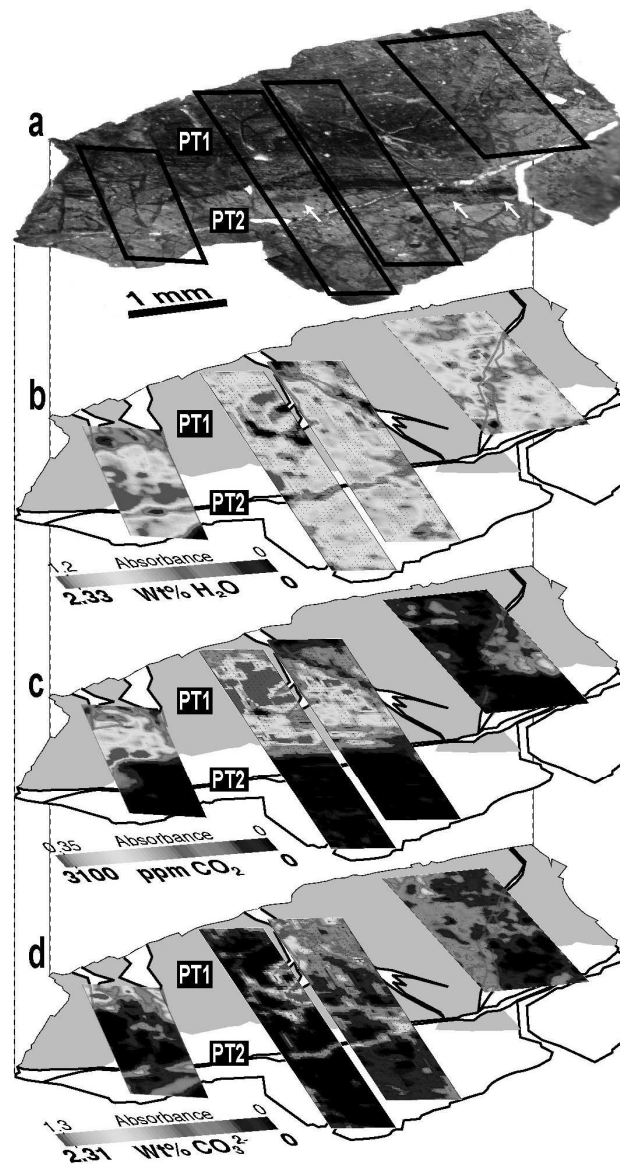 a
PT1
PT2
1 mm
b
PT1
PT2
1.2 Absorbance 0
2.33 Wt% H₂O 0
c
PT1
PT2
0.35 Absorbance 0
3100 ppm CO₂ 0
d
PT1
PT2
1.3 Absorbance 0
2.31 Wt% CO₃²⁻ 0